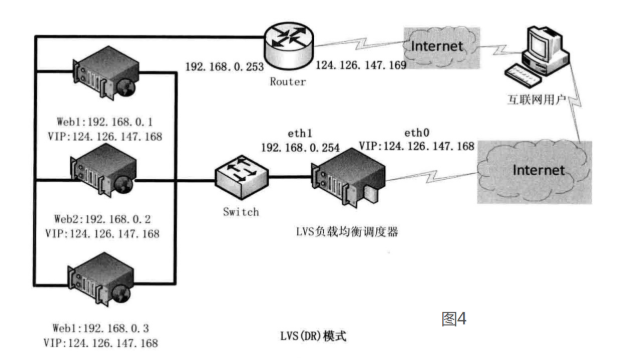 Internet
192.168.0.253
124.126.147.169
Router
互联网用户
Web1:192.168.0.1
VIP:124.126.147.168
eth1
192.168.0.254
eth0
VIP:124.126.147.168
Internet
Switch
LVS负载均衡调度器
Web2:192.168.0.2
VIP:124.126.147.168
Web1:192.168.0.3
VIP:124.126.147.168
LVS(DR)模式
图4